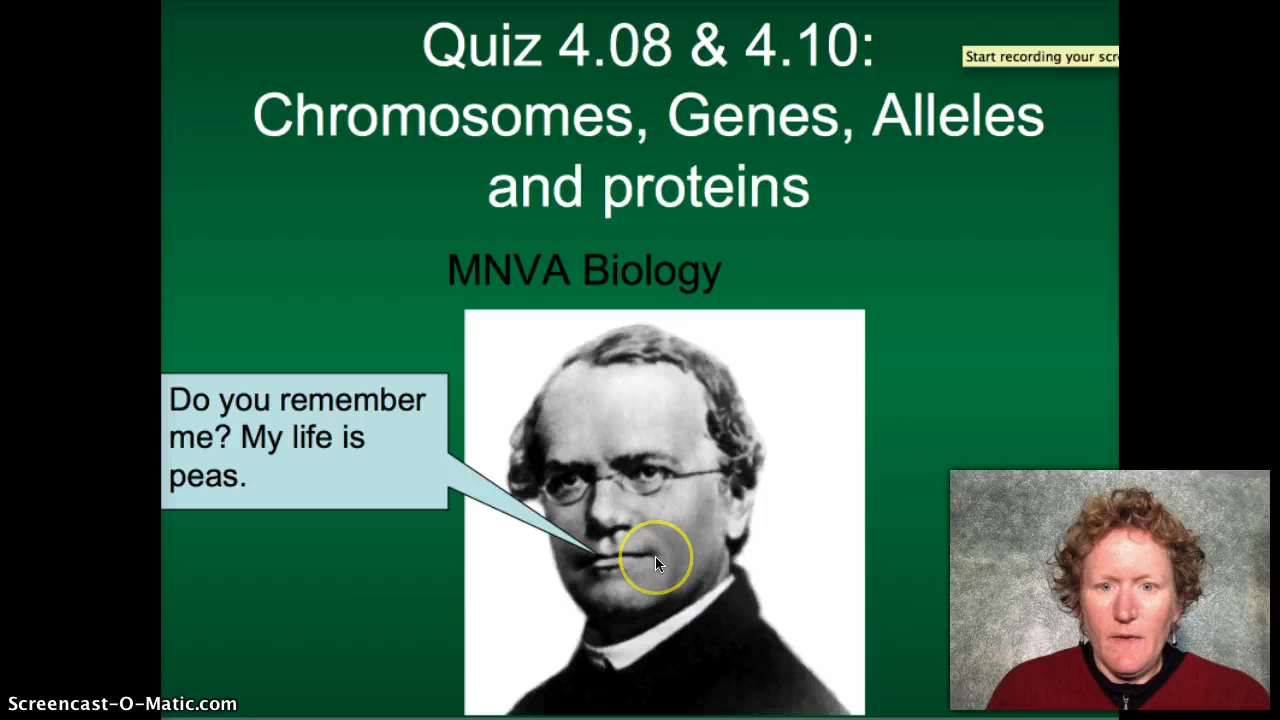 Quiz 4.08 & 4.10:
Start recording your scr
Chromosomes, Genes, Alleles
and proteins
MNVA Biology
Do you remember
me? My life is
peas.
Screencast-O-Matic.com